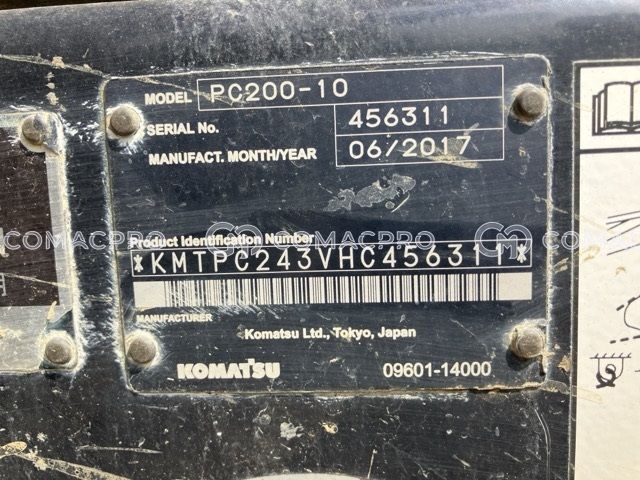 MODEL PC200-10
SERIAL No. 456311
MANUFACT. MONTH/YEAR 06/2017
Product Identification Number
*KMTPC243VHC456311*
MANUFACTURER
Komatsu Ltd., Tokyo, Japan
KOMATSU 09601-14000
COMACPRO COMACPRO COMACPRO